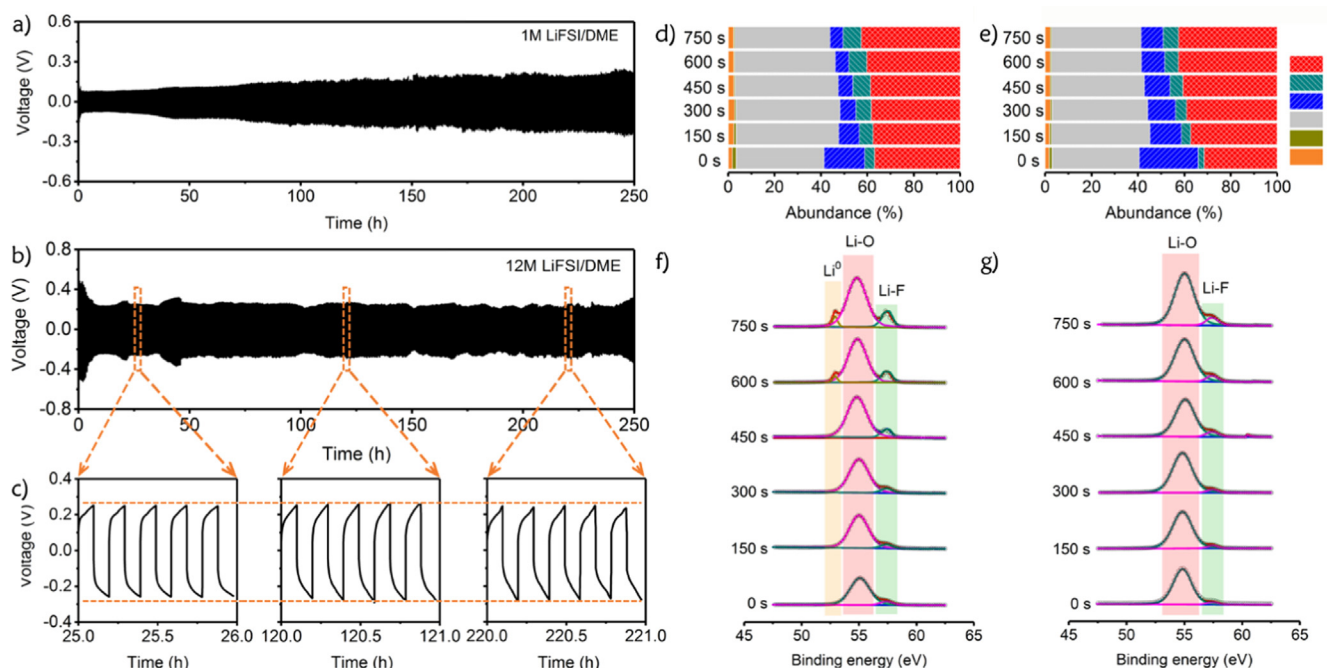 a)
0.6
0.3
0.0
-0.3
-0.6
Voltage (V)
1M LiFSI/DME
0 50 100 150 200 250
Time (h)
b)
0.8
0.4
0.0
-0.4
-0.8
Voltage (V)
12M LiFSI/DME
0 50 100 150 200 250
Time (h)
c)
0.4
0.2
0.0
-0.2
-0.4
Voltage (V)
25.0 25.5 26.0
Time (h)
120.0 120.5 121.0
Time (h)
220.0 220.5 221.0
Time (h)
d)
750 s
600 s
450 s
300 s
150 s
0 s
0 20 40 60 80 100
Abundance (%)
e)
750 s
600 s
450 s
300 s
150 s
0 s
0 20 40 60 80 100
Abundance (%)
f)
Li-O
Li⁰
Li-F
750 s
600 s
450 s
300 s
150 s
0 s
45 50 55 60 65
Binding energy (eV)
g)
Li-O
Li-F
750 s
600 s
450 s
300 s
150 s
0 s
45 50 55 60 65
Binding energy (eV)